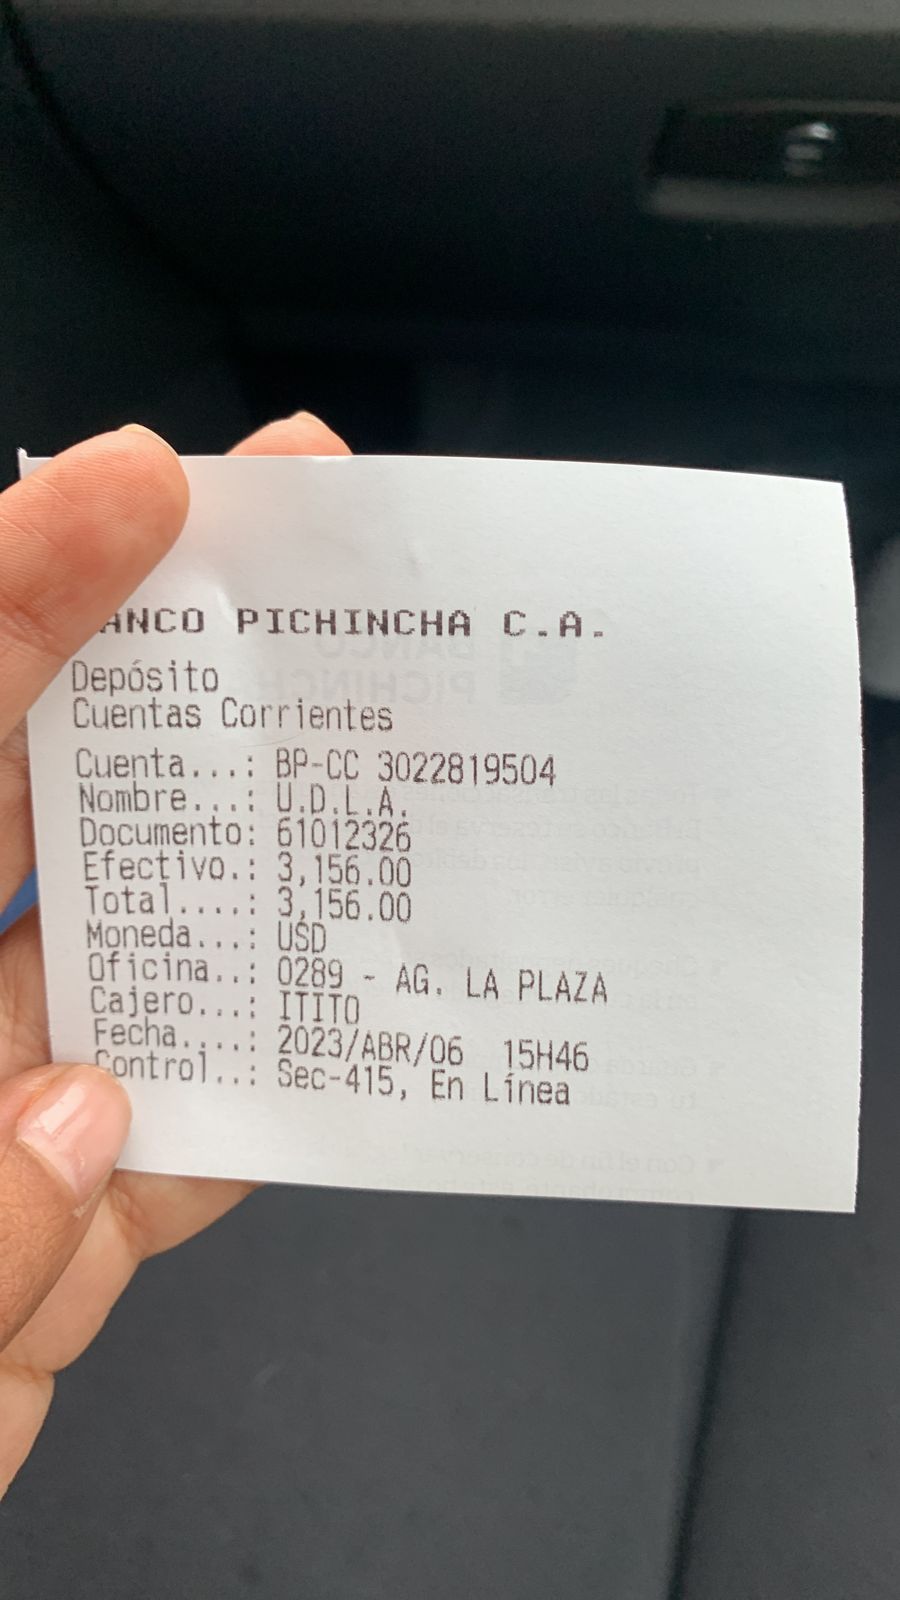 BANCO PICHINCHA C.A.
Depósito
Cuentas Corrientes
Cuenta...: BP-CC 3022819504
Nombre...: U.D.L.A.
Documento: 61012326
Efectivo.: 3,156.00
Total....: 3,156.00
Moneda...: USD
Oficina..: 0289 - AG. LA PLAZA
Cajero...: ITITO
Fecha....: 2023/ABR/06 15H46
Control..: Sec-415, En Línea